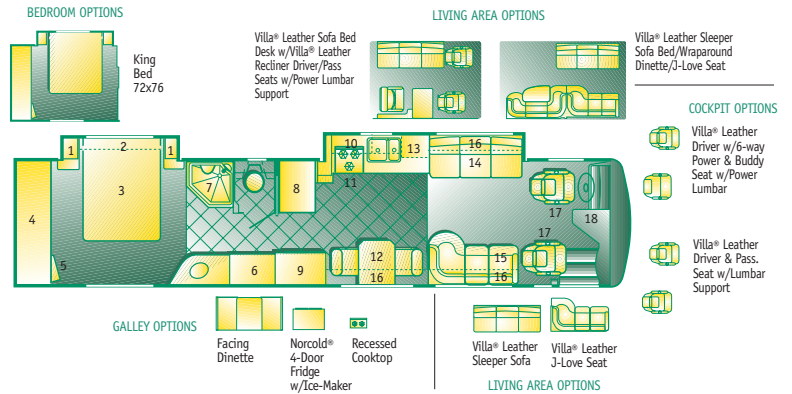 BEDROOM OPTIONS
King
Bed
72x76
LIVING AREA OPTIONS
Villa® Leather Sofa Bed
Desk w/Villa® Leather
Recliner Driver/Pass
Seats w/Power Lumbar
Support
Villa® Leather Sleeper
Sofa Bed/Wraparound
Dinette/J-Love Seat
COCKPIT OPTIONS
Villa® Leather
Driver w/6-way
Power & Buddy
Seat w/Power
Lumbar
Villa® Leather
Driver & Pass.
Seat w/Lumbar
Support
1 2 1 10 13 16
3 7 8 11 14
4 17 18
5 6 9 12 16 15 16 17
GALLEY OPTIONS
Facing
Dinette
Norcold®
4-Door
Fridge
w/Ice-Maker
Recessed
Cooktop
Villa® Leather
Sleeper Sofa
Villa® Leather
J-Love Seat
LIVING AREA OPTIONS